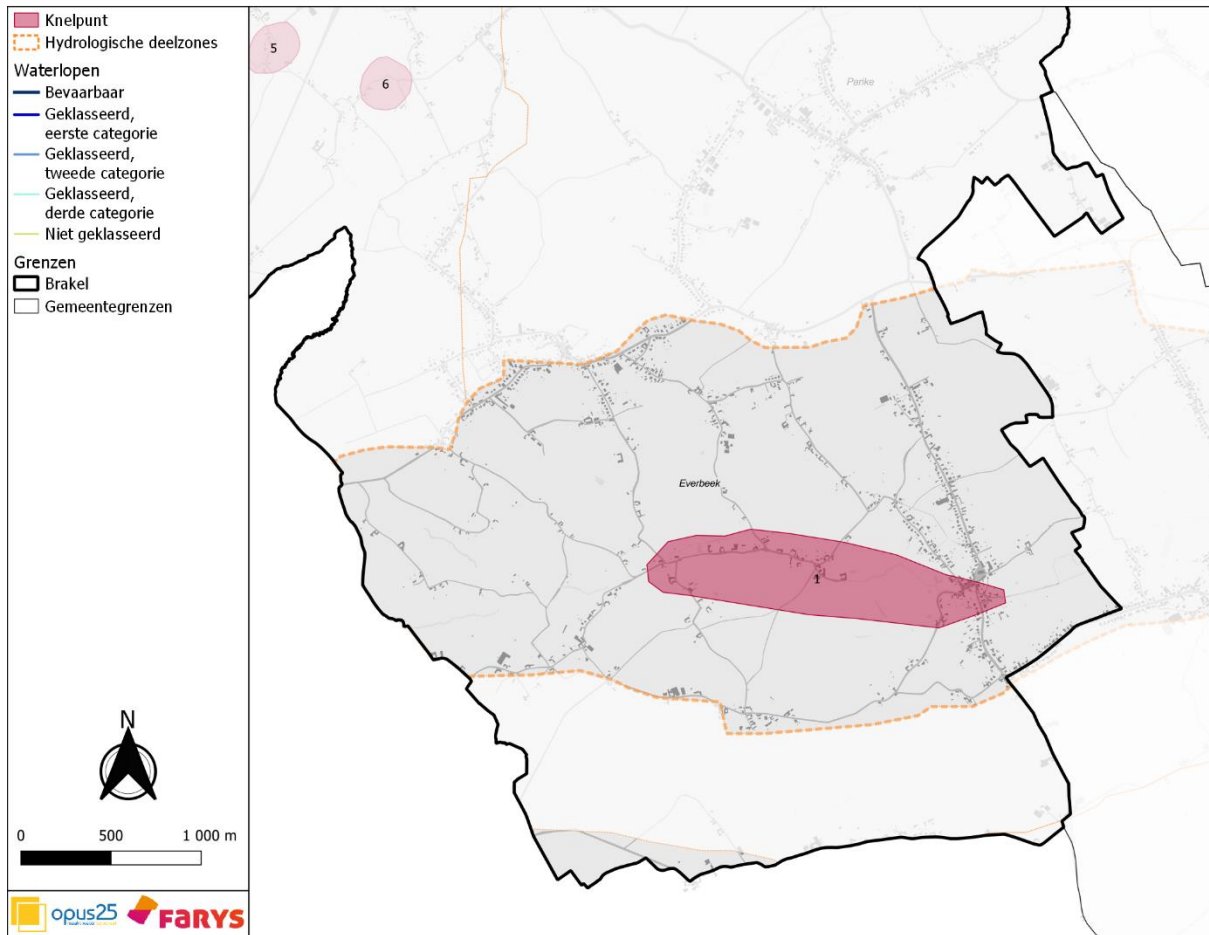 Knelpunt
Hydrologische deelzones
Waterlopen
Bevaarbaar
Geklasseerd,
eerste categorie
Geklasseerd,
tweede categorie
Geklasseerd,
derde categorie
Niet geklasseerd
Grenzen
Brakel
Gemeentegrenzen
N
0 500 1 000 m
opus25
FARYS
5
6
Parike
Everbeek
1